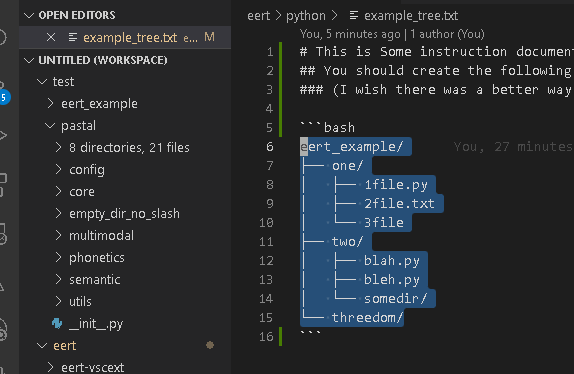 OPEN EDITORS
example_tree.txt e... M
UNTITLED (WORKSPACE)
test
eert_example
pastal
8 directories, 21 files
config
core
empty_dir_no_slash
multimodal
phonetics
semantic
utils
__init__.py
eert
eert-vscext
5
eert > python > example_tree.txt
You, 5 minutes ago | 1 author (You)
1 # This is Some instruction document
2 ## You should create the following
3 ### (I wish there was a better way
4
5 ```bash
6 eert_example/ You, 27 minutes
7 ├── one/
8 │   ├── 1file.py
9 │   ├── 2file.txt
10 │   └── 3file
11 ├── two/
12 │   ├── blah.py
13 │   ├── bleh.py
14 │   └── somedir/
15 └── threedom/
16 ```